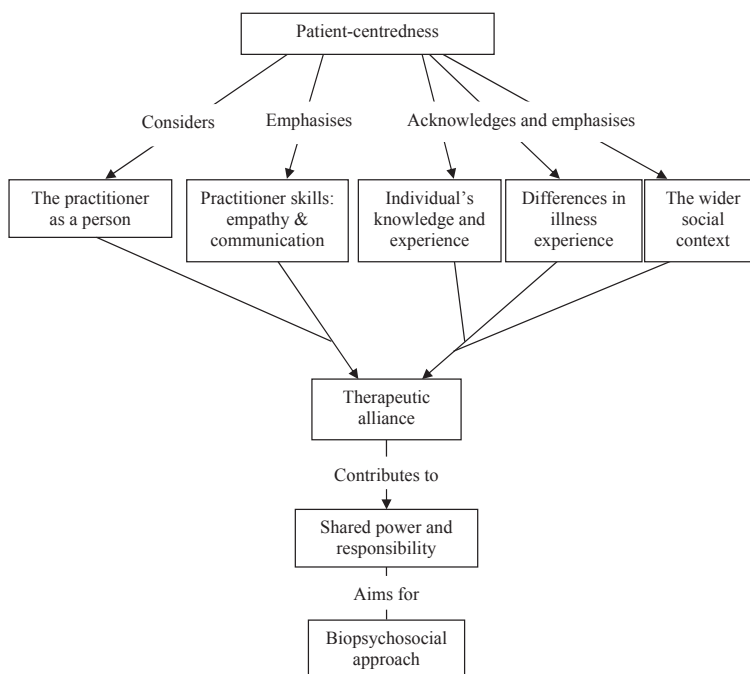 Patient-centredness
Considers
Emphasises
Acknowledges and emphasises
The practitioner
as a person
Practitioner skills:
empathy &
communication
Individual's
knowledge and
experience
Differences in
illness
experience
The wider
social
context
Therapeutic
alliance
Contributes to
Shared power and
responsibility
Aims for
Biopsychosocial
approach